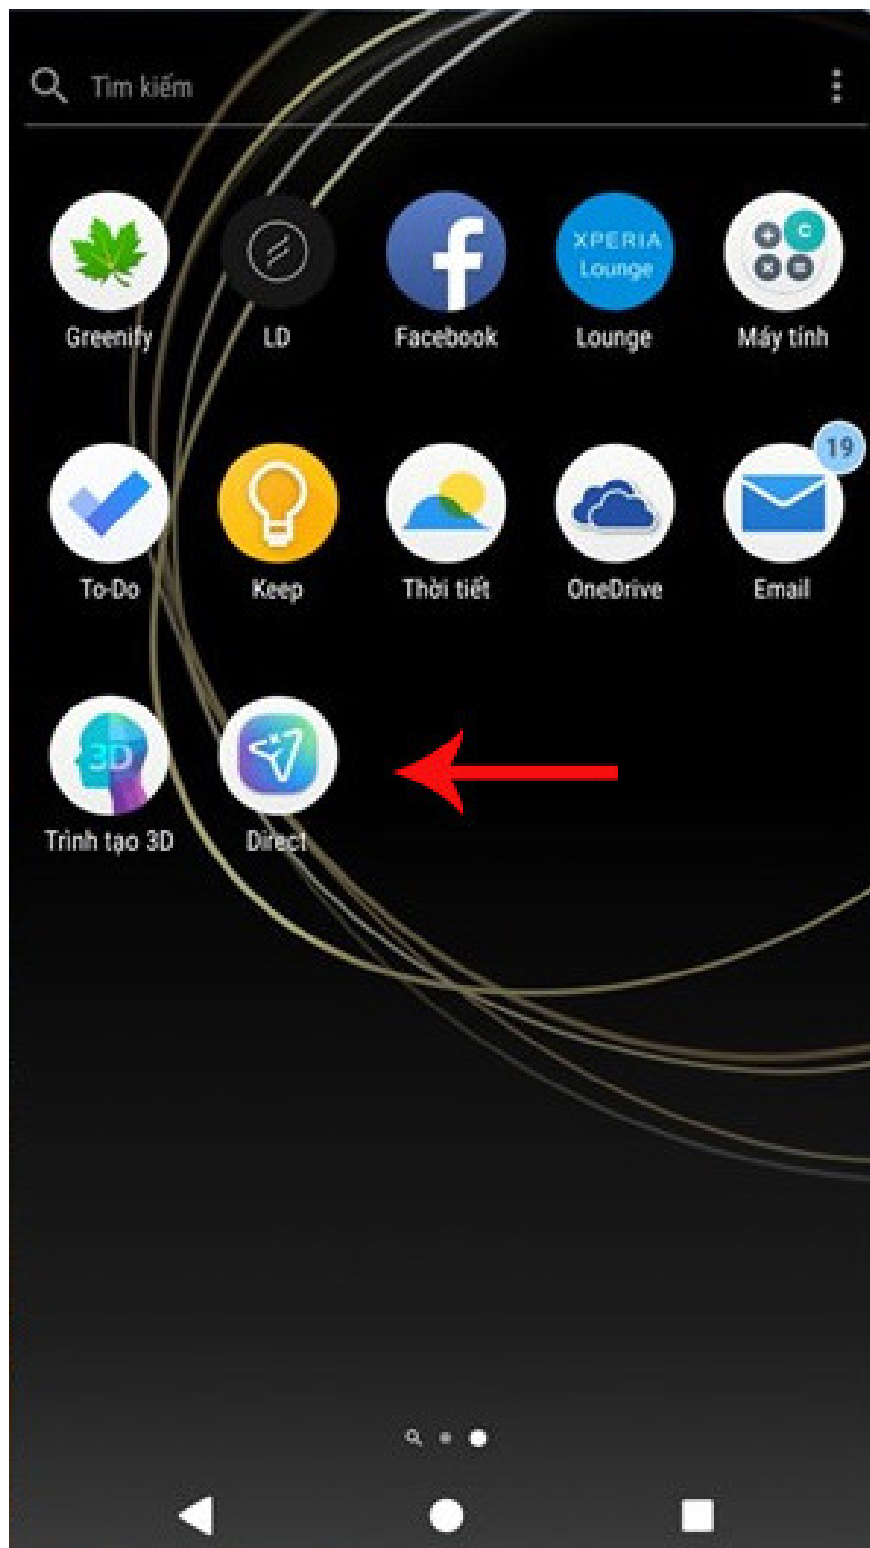 Tìm kiếm
XPERIA
Lounge
C
Greenify
LD
Facebook
Lounge
Máy tính
19
To-Do
Keep
Thời tiết
OneDrive
Email
3D
Trình tạo 3D
Direct